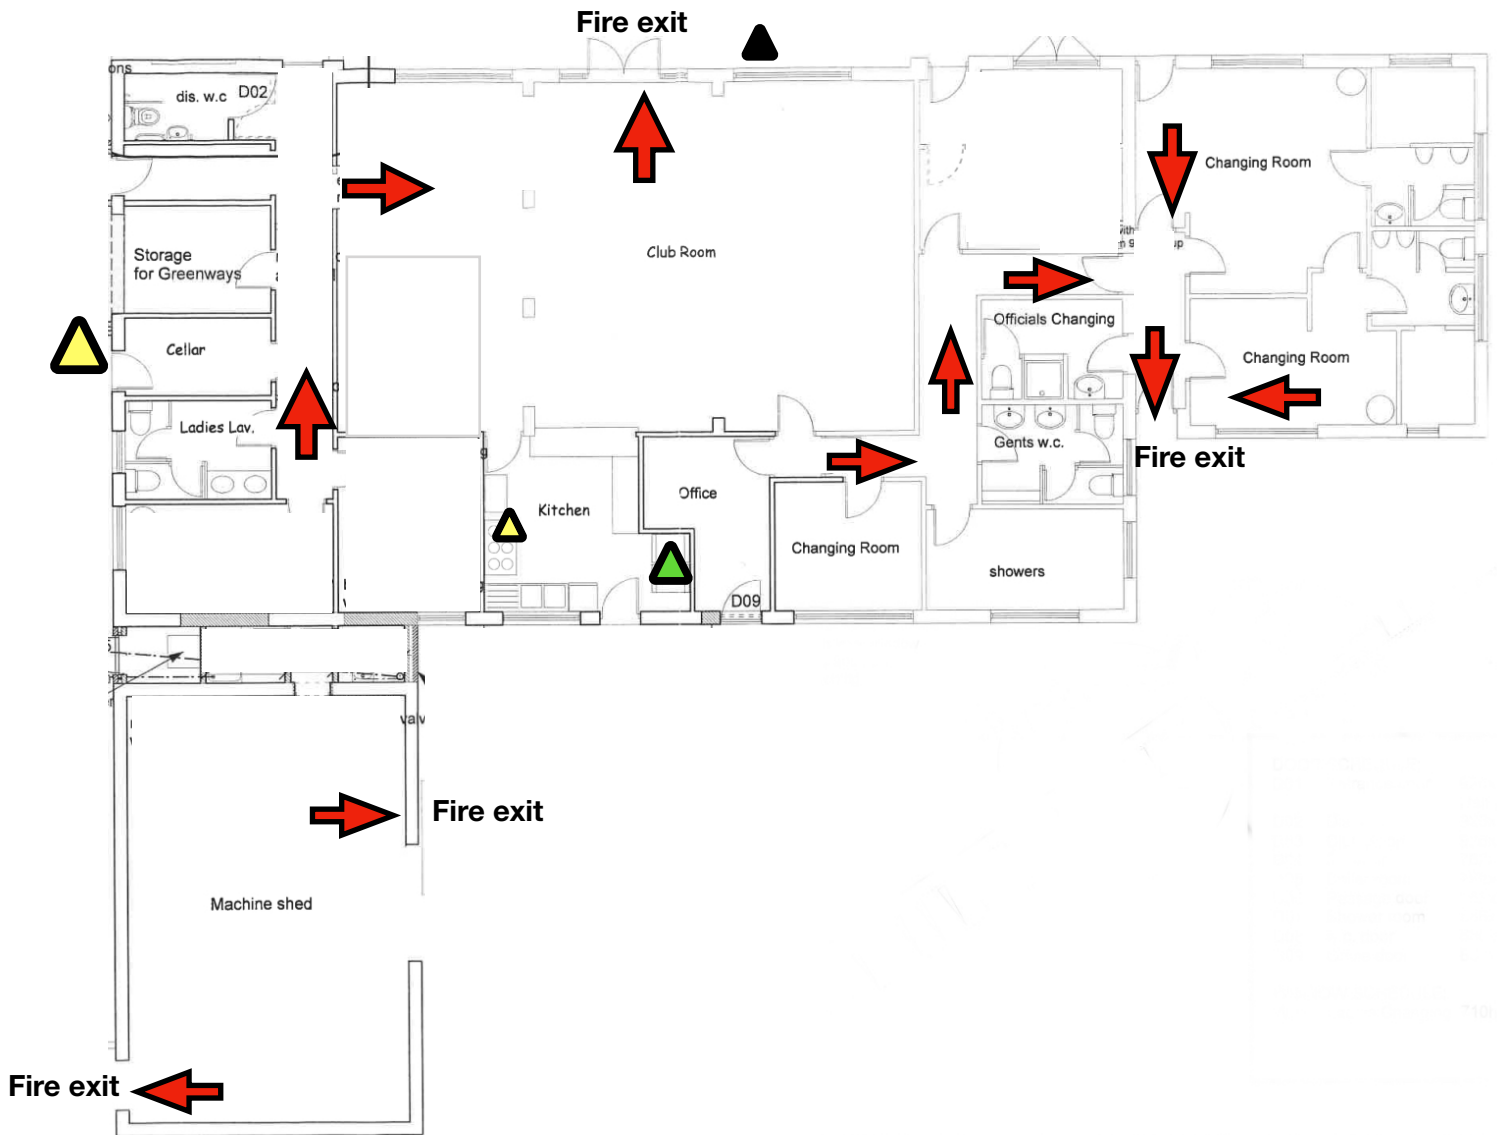 Fire exit
ons
dis. w.c
D02
Changing Room
Storage
for Greenways
Club Room
Officials Changing
Cellar
Changing Room
Ladies Lav.
Gents w.c.
Fire exit
Office
Kitchen
Changing Room
showers
D09
Fire exit
Machine shed
Fire exit